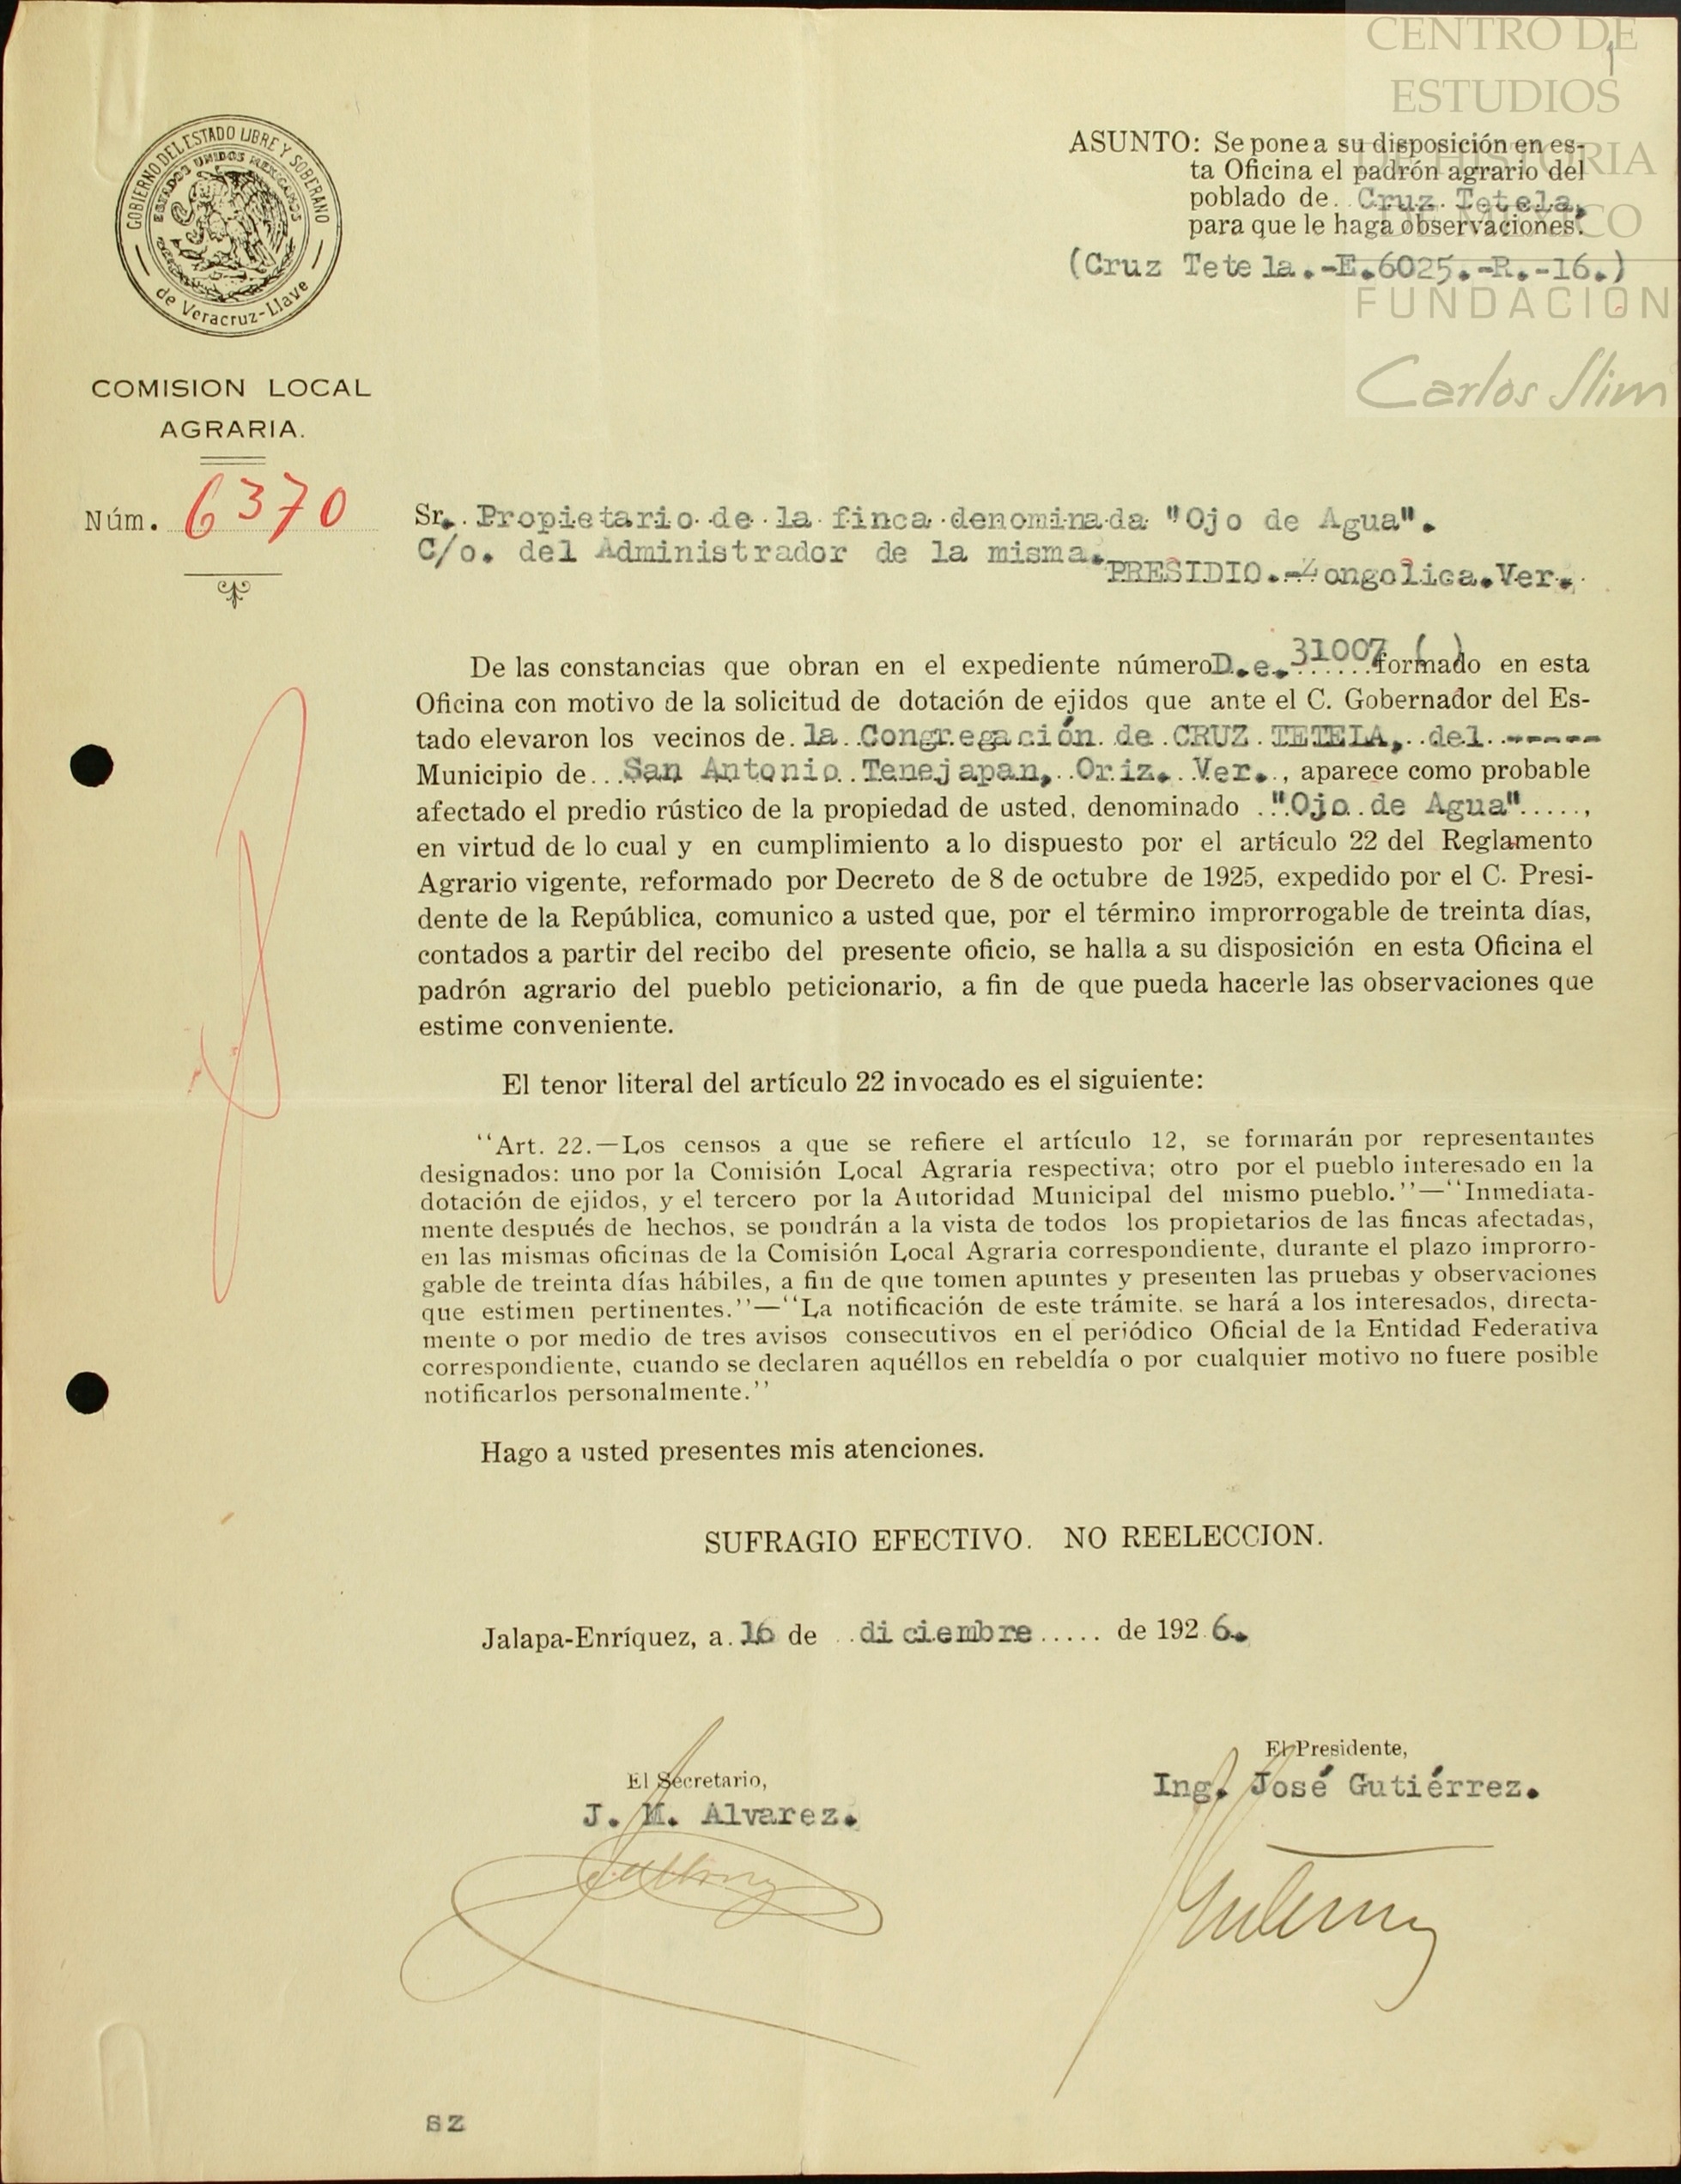 CENTRO DE
ESTUDIOS
DE HISTORIA
DE MEXICO
FUNDACION
Carlos Slim
1
GOBIERNO DEL ESTADO LIBRE Y SOBERANO
de Veracruz-Llave
ESTADOS UNIDOS MEXICANOS
COMISION LOCAL
AGRARIA.
Núm. 6370
ASUNTO: Se pone a su disposición en es-
ta Oficina el padrón agrario del
poblado de Cruz Tetela,
para que le haga observaciones.
(Cruz Tetela.-E.6025.-R.-16.)
Sr. Propietario de la finca denominada "Ojo de Agua".
C/o. del Administrador de la misma.
PRESIDIO.-Zongolica.Ver.
De las constancias que obran en el expediente número D.e. 31007 ( ) formado en esta
Oficina con motivo de la solicitud de dotación de ejidos que ante el C. Gobernador del Es-
tado elevaron los vecinos de la Congregación de CRUZ TETELA, del -----
Municipio de San Antonio Tenejapan, Oriz. Ver., aparece como probable
afectado el predio rústico de la propiedad de usted, denominado "Ojo de Agua",
en virtud de lo cual y en cumplimiento a lo dispuesto por el artículo 22 del Reglamento
Agrario vigente, reformado por Decreto de 8 de octubre de 1925, expedido por el C. Presi-
dente de la República, comunico a usted que, por el término improrrogable de treinta días,
contados a partir del recibo del presente oficio, se halla a su disposición en esta Oficina el
padrón agrario del pueblo peticionario, a fin de que pueda hacerle las observaciones que
estime conveniente.
El tenor literal del artículo 22 invocado es el siguiente:
‘‘Art. 22.—Los censos a que se refiere el artículo 12, se formarán por representantes
designados: uno por la Comisión Local Agraria respectiva; otro por el pueblo interesado en la
dotación de ejidos, y el tercero por la Autoridad Municipal del mismo pueblo.’’—‘‘Inmediata-
mente después de hechos, se pondrán a la vista de todos los propietarios de las fincas afectadas,
en las mismas oficinas de la Comisión Local Agraria correspondiente, durante el plazo improrro-
gable de treinta días hábiles, a fin de que tomen apuntes y presenten las pruebas y observaciones
que estimen pertinentes.’’—‘‘La notificación de este trámite. se hará a los interesados, directa-
mente o por medio de tres avisos consecutivos en el periódico Oficial de la Entidad Federativa
correspondiente, cuando se declaren aquéllos en rebeldía o por cualquier motivo no fuere posible
notificarlos personalmente.’’
Hago a usted presentes mis atenciones.
SUFRAGIO EFECTIVO. NO REELECCION.
Jalapa-Enríquez, a 16 de diciembre de 1926.
El Secretario,
J. M. Alvarez.
El Presidente,
Ing. José Gutiérrez.
sz